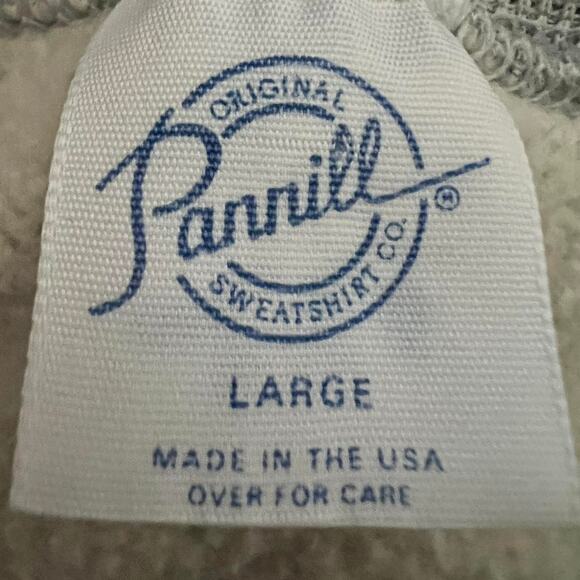 ORIGINAL
Pannill
®
SWEATSHIRT CO.
LARGE
MADE IN THE USA
OVER FOR CARE